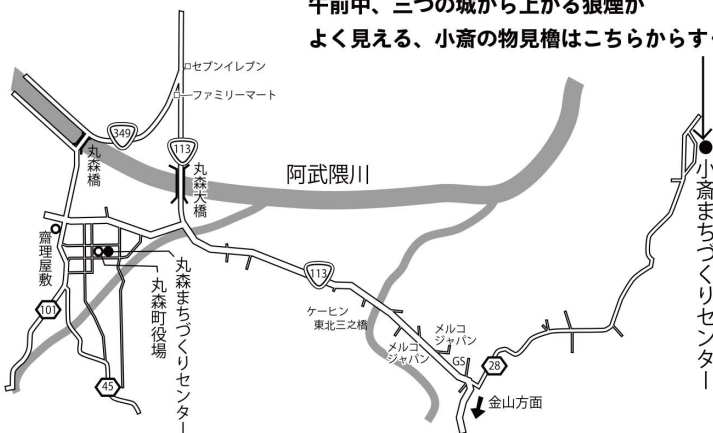 午前中、三つの城から上がる狼煙が
よく見える、小斎の物見櫓はこちらからす
セブンイレブン
ファミリーマート
349
113
丸森橋
丸森大橋
阿武隈川
小斎まちづくりセンター
齋理屋敷
丸森まちづくりセンター
丸森町役場
101
45
113
ケーヒン
東北三之橋
メルコ
ジャパン
メルコ
ジャパン
GS
28
金山方面